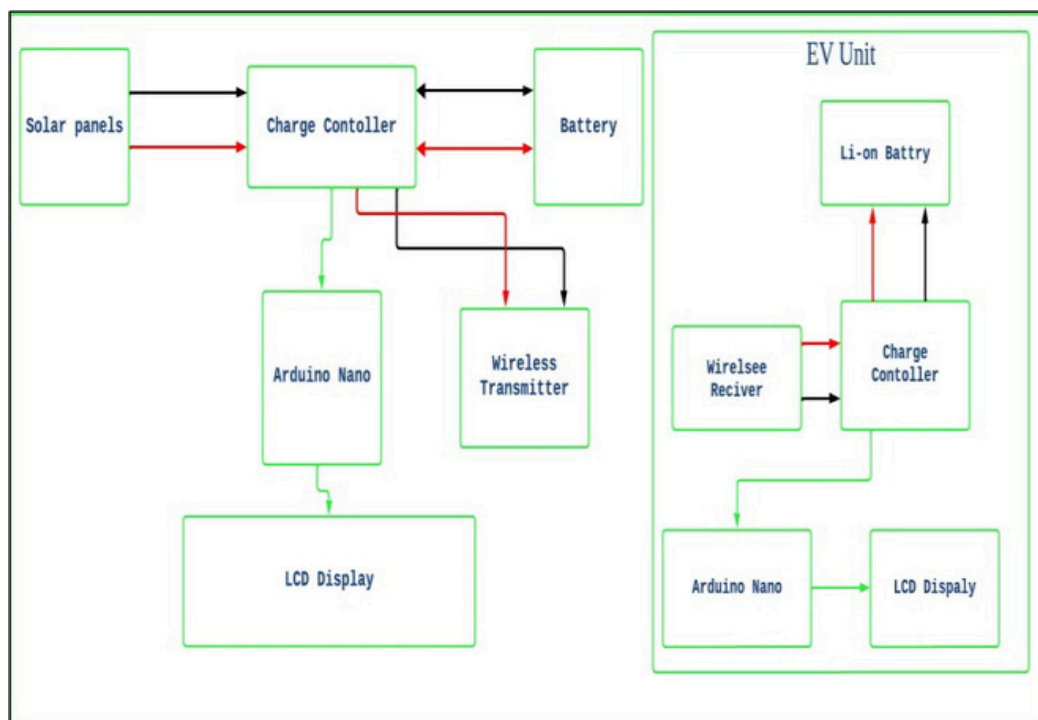 Solar panels
Charge Contoller
Battery
Arduino Nano
Wireless
Transmitter
LCD Display
EV Unit
Li-on Battry
Wirelsee
Reciver
Charge
Contoller
Arduino Nano
LCD Dispaly